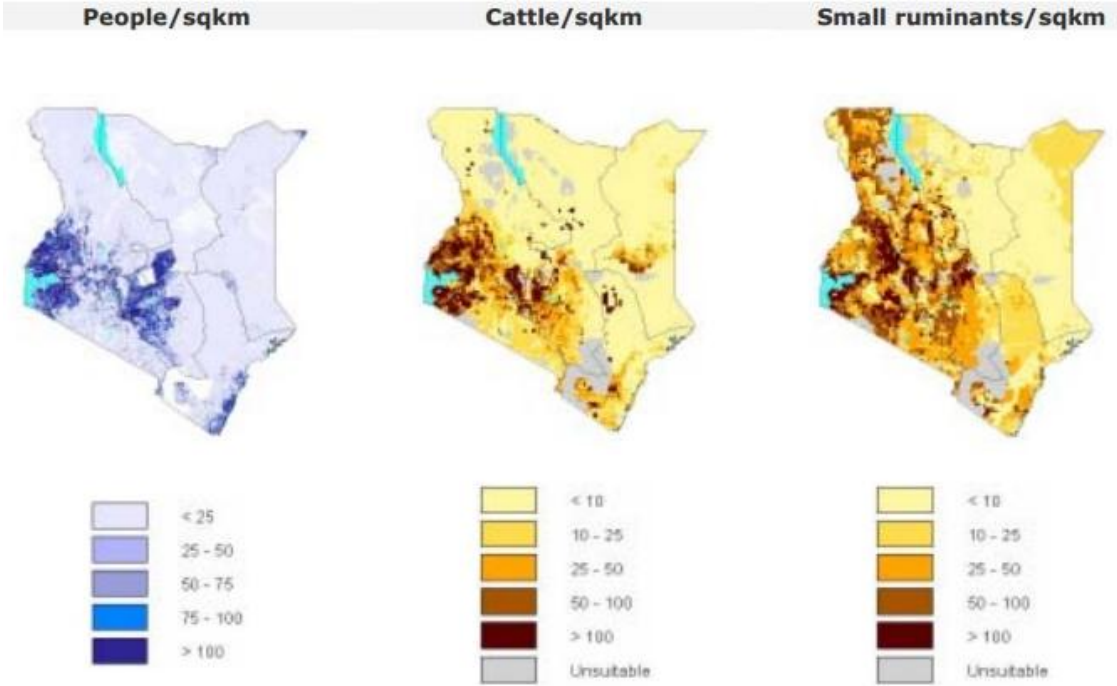 People/sqkm
Cattle/sqkm
Small ruminants/sqkm
< 25
25 - 50
50 - 75
75 - 100
> 100
< 10
10 - 25
25 - 50
50 - 100
> 100
Unsuitable
< 10
10 - 25
25 - 50
50 - 100
> 100
Unsuitable